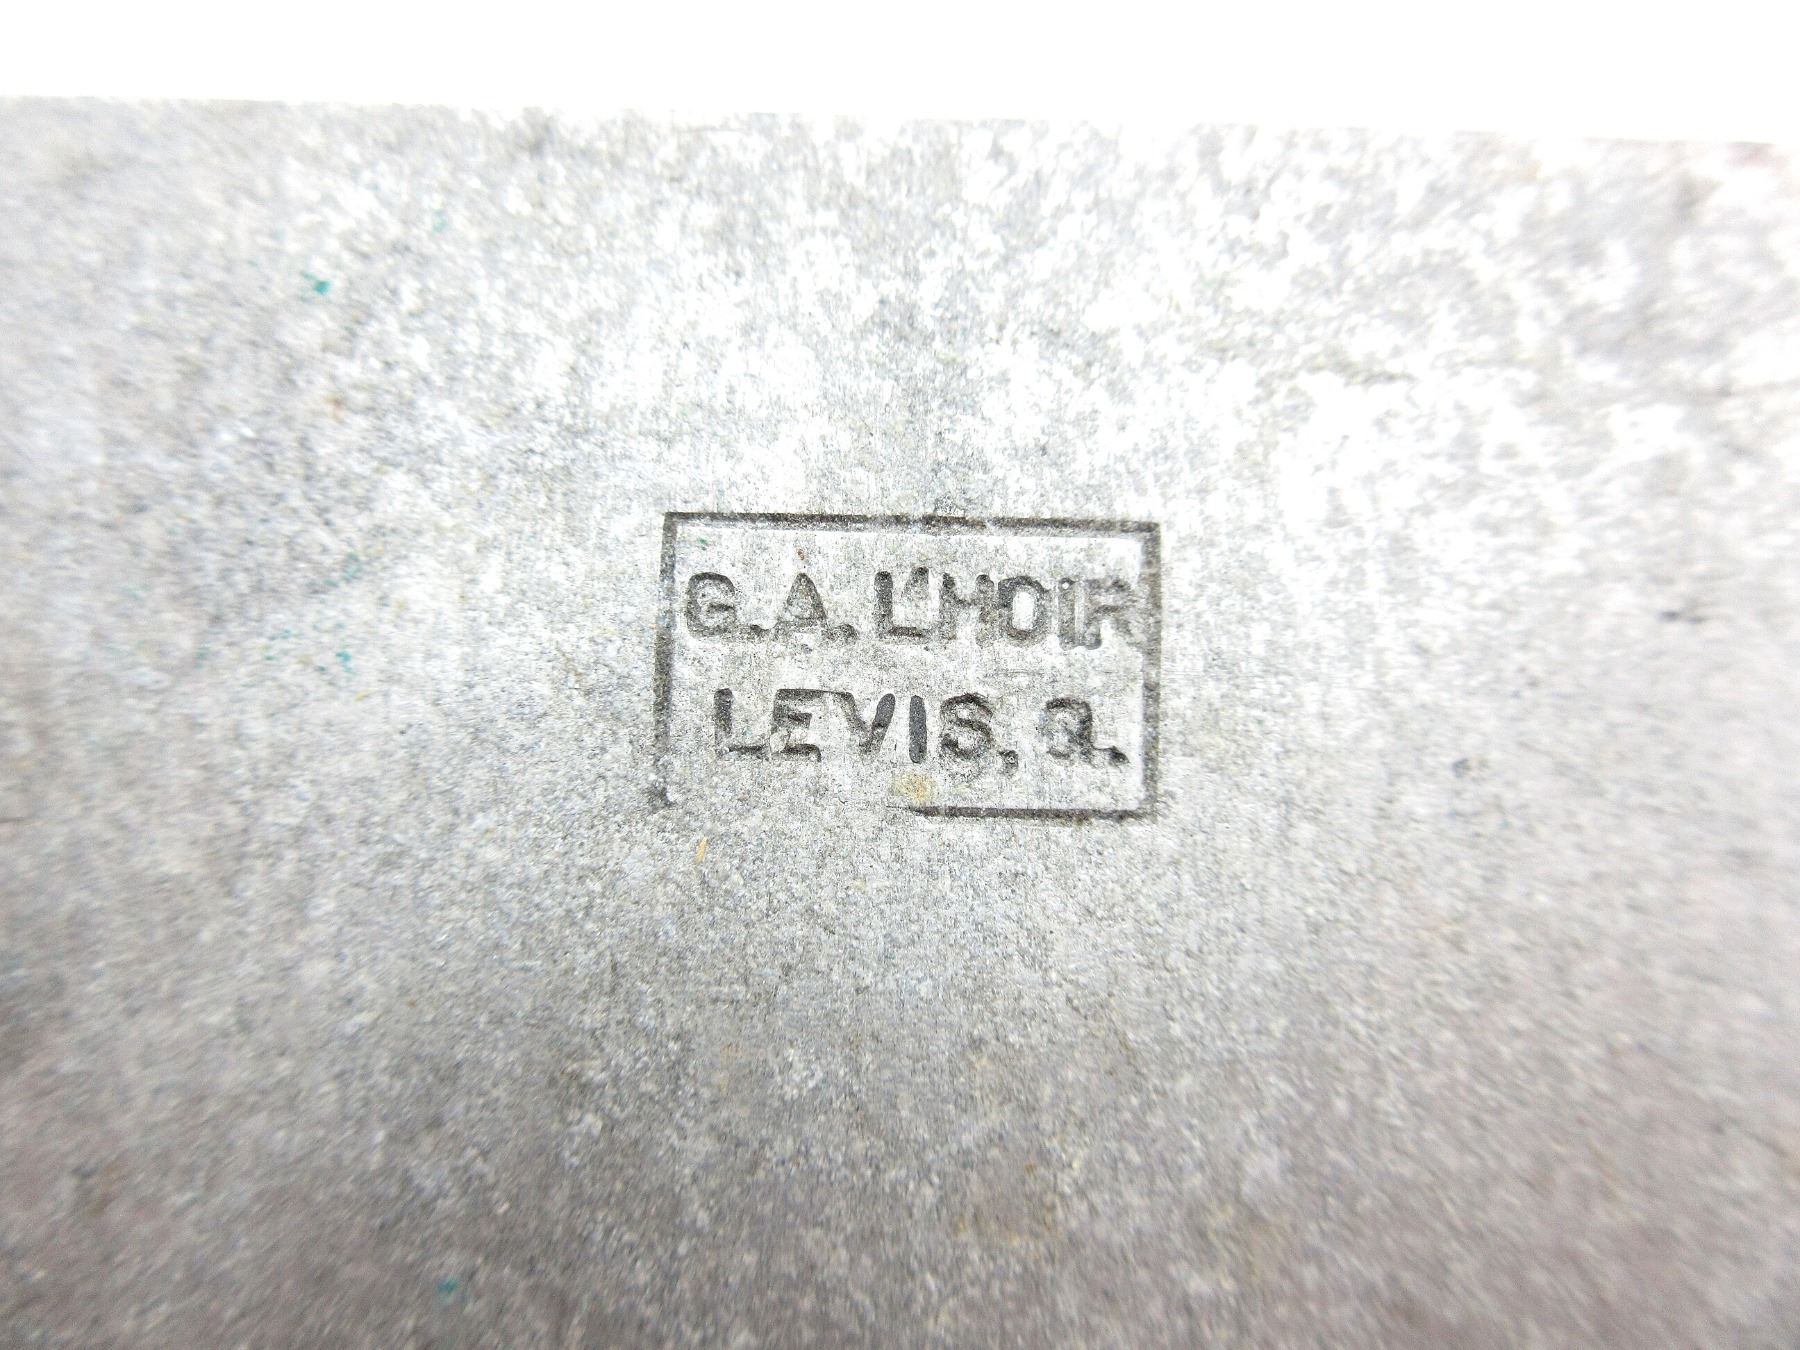 G.A. L'HOIR
LEVIS, Q.